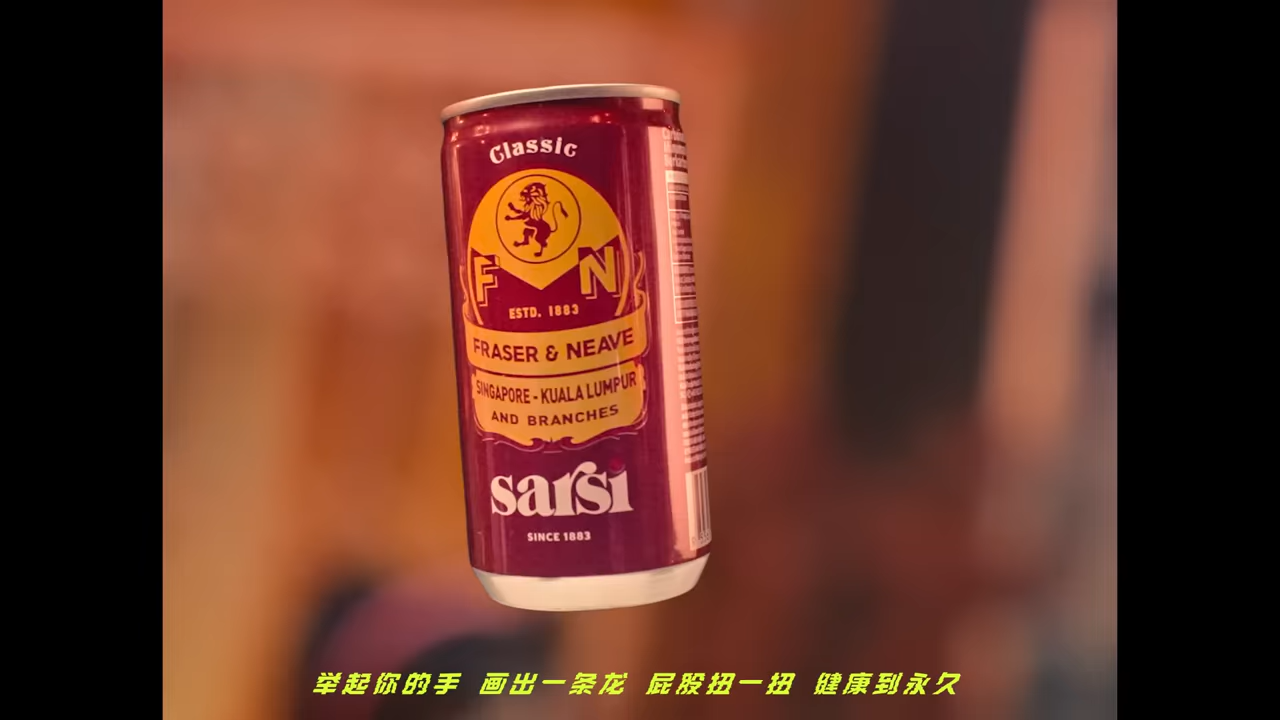 Classic
F N
ESTD. 1883
FRASER & NEAVE
SINGAPORE - KUALA LUMPUR
AND BRANCHES
sarsi
SINCE 1883
举起你的手 画出一条龙 屁股扭一扭 健康到永久